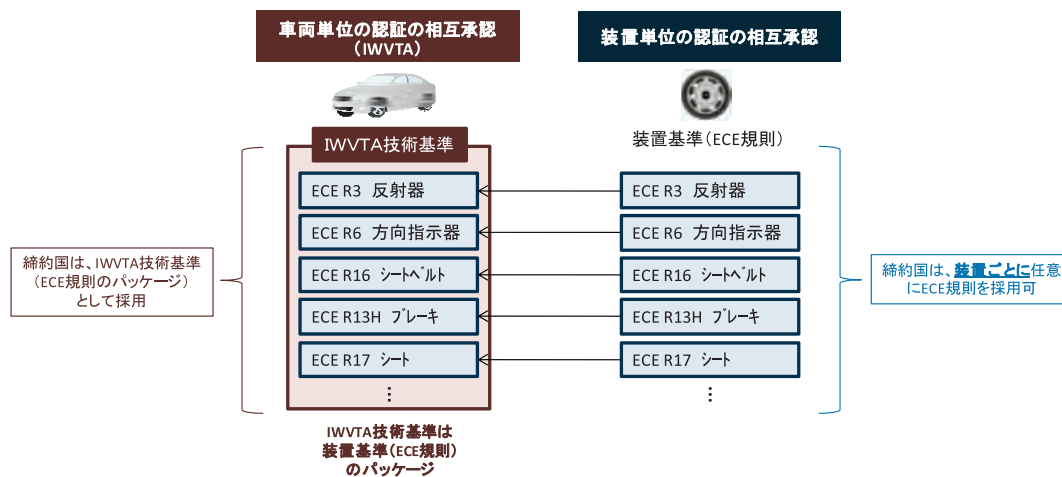 車両単位の認証の相互承認
(IWVTA)
装置単位の認証の相互承認
IWVTA技術基準
装置基準(ECE規則)
ECE R3 反射器
ECE R3 反射器
ECE R6 方向指示器
ECE R6 方向指示器
ECE R16 シートベルト
ECE R16 シートベルト
ECE R13H ブレーキ
ECE R13H ブレーキ
ECE R17 シート
ECE R17 シート
⋮
⋮
締約国は、IWVTA技術基準
(ECE規則のパッケージ)
として採用
締約国は、装置ごとに任意
にECE規則を採用可
IWVTA技術基準は
装置基準(ECE規則)
のパッケージ